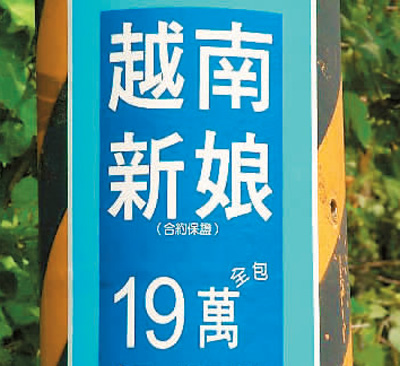 越南
新娘
(合約保證)
全包
19萬